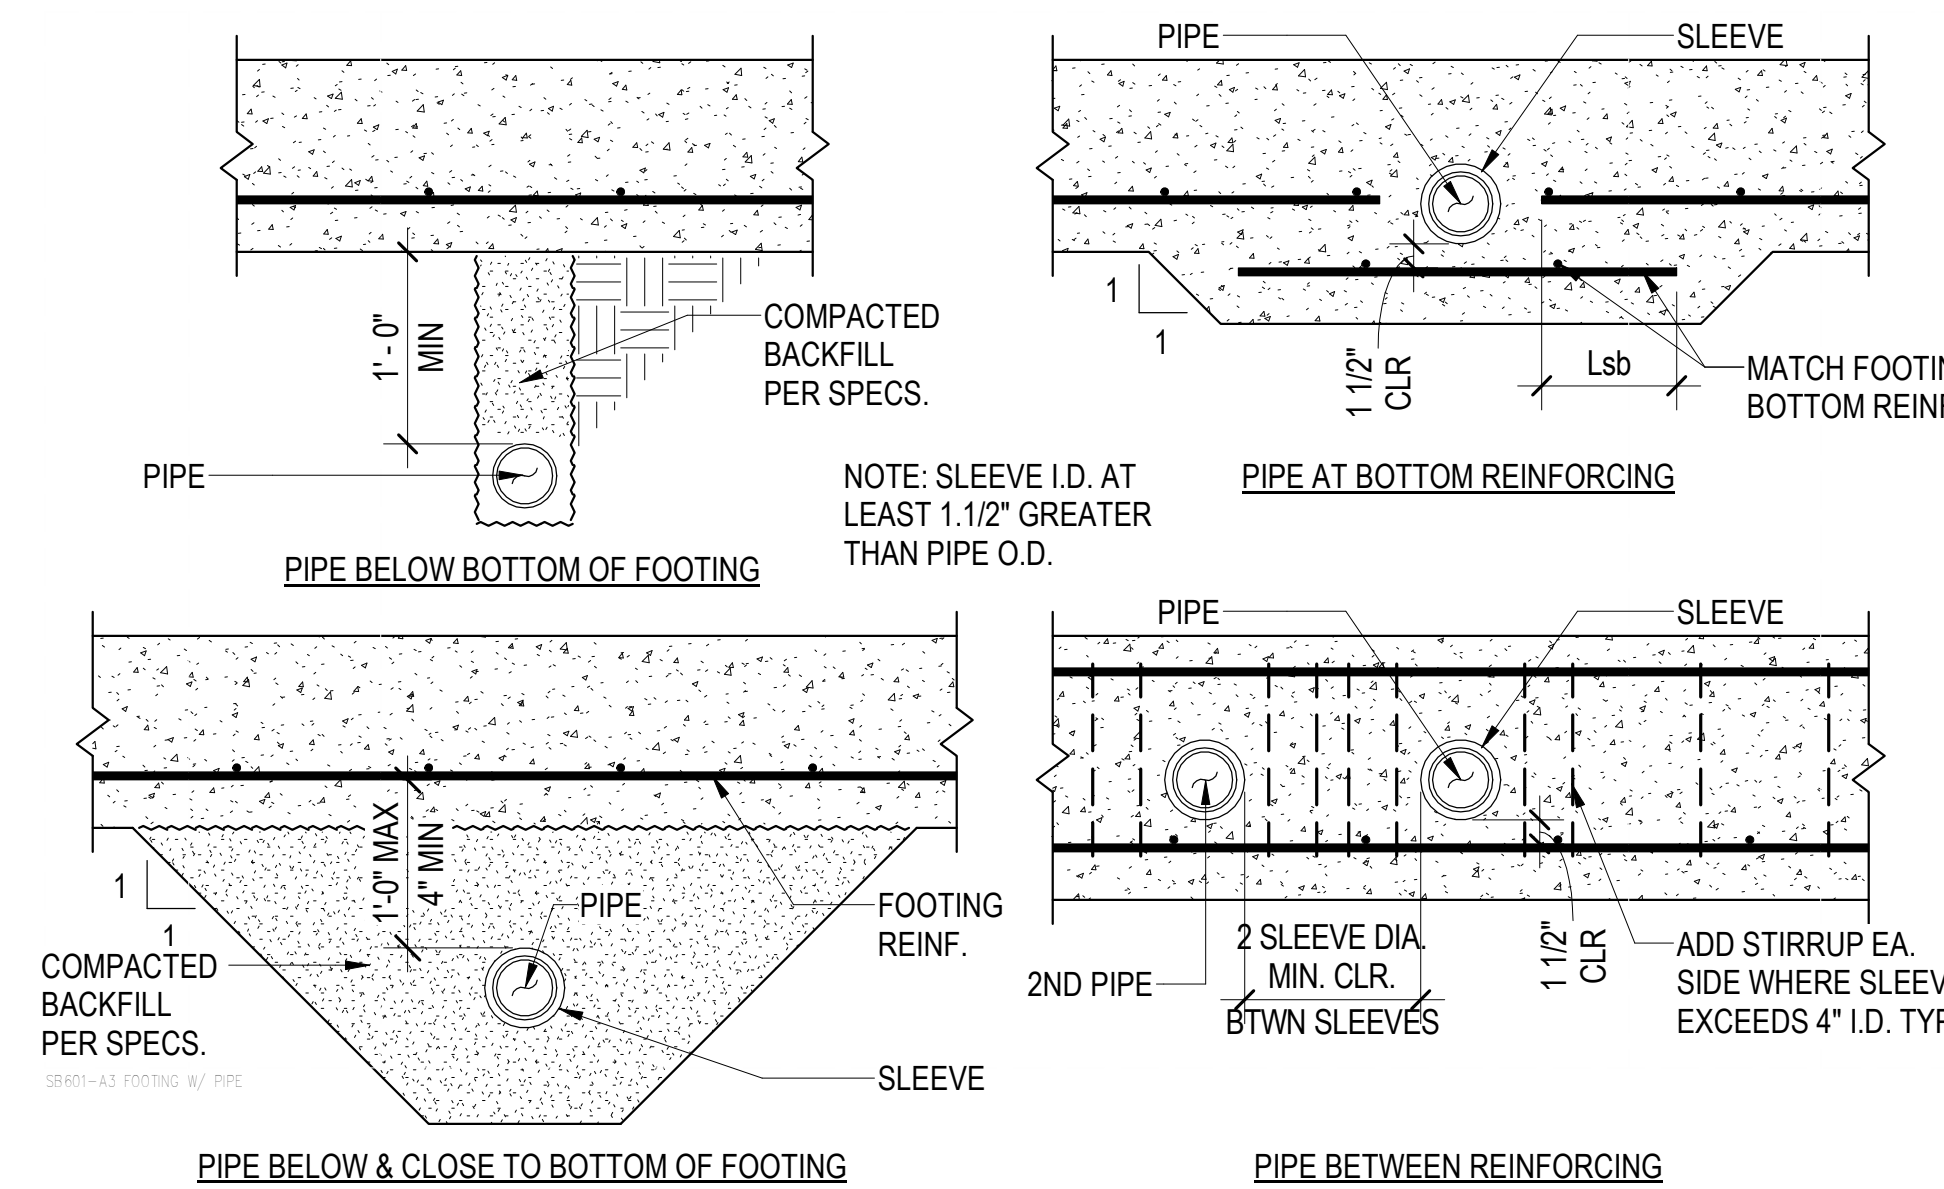 1' - 0"
MIN
COMPACTED
BACKFILL
PER SPECS.
PIPE
PIPE BELOW BOTTOM OF FOOTING
NOTE: SLEEVE I.D. AT
LEAST 1.1/2" GREATER
THAN PIPE O.D.
PIPE
SLEEVE
1
1
1 1/2"
CLR
Lsb
MATCH
BOTTOM
PIPE AT BOTTOM REINFORCING
1'-0" MAX
4" MIN
1
1
PIPE
FOOTING
REINF.
COMPACTED
BACKFILL
PER SPECS.
SB601-A3 FOOTING W/ PIPE
SLEEVE
PIPE BELOW & CLOSE TO BOTTOM OF FOOTING
PIPE
SLEEVE
2ND PIPE
2 SLEEVE DIA.
MIN. CLR.
BTWN SLEEVES
1 1/2"
CLR
ADD STIRRUP EA.
SIDE WHERE
EXCEEDS 4" I.D.
PIPE BETWEEN REINFORCING